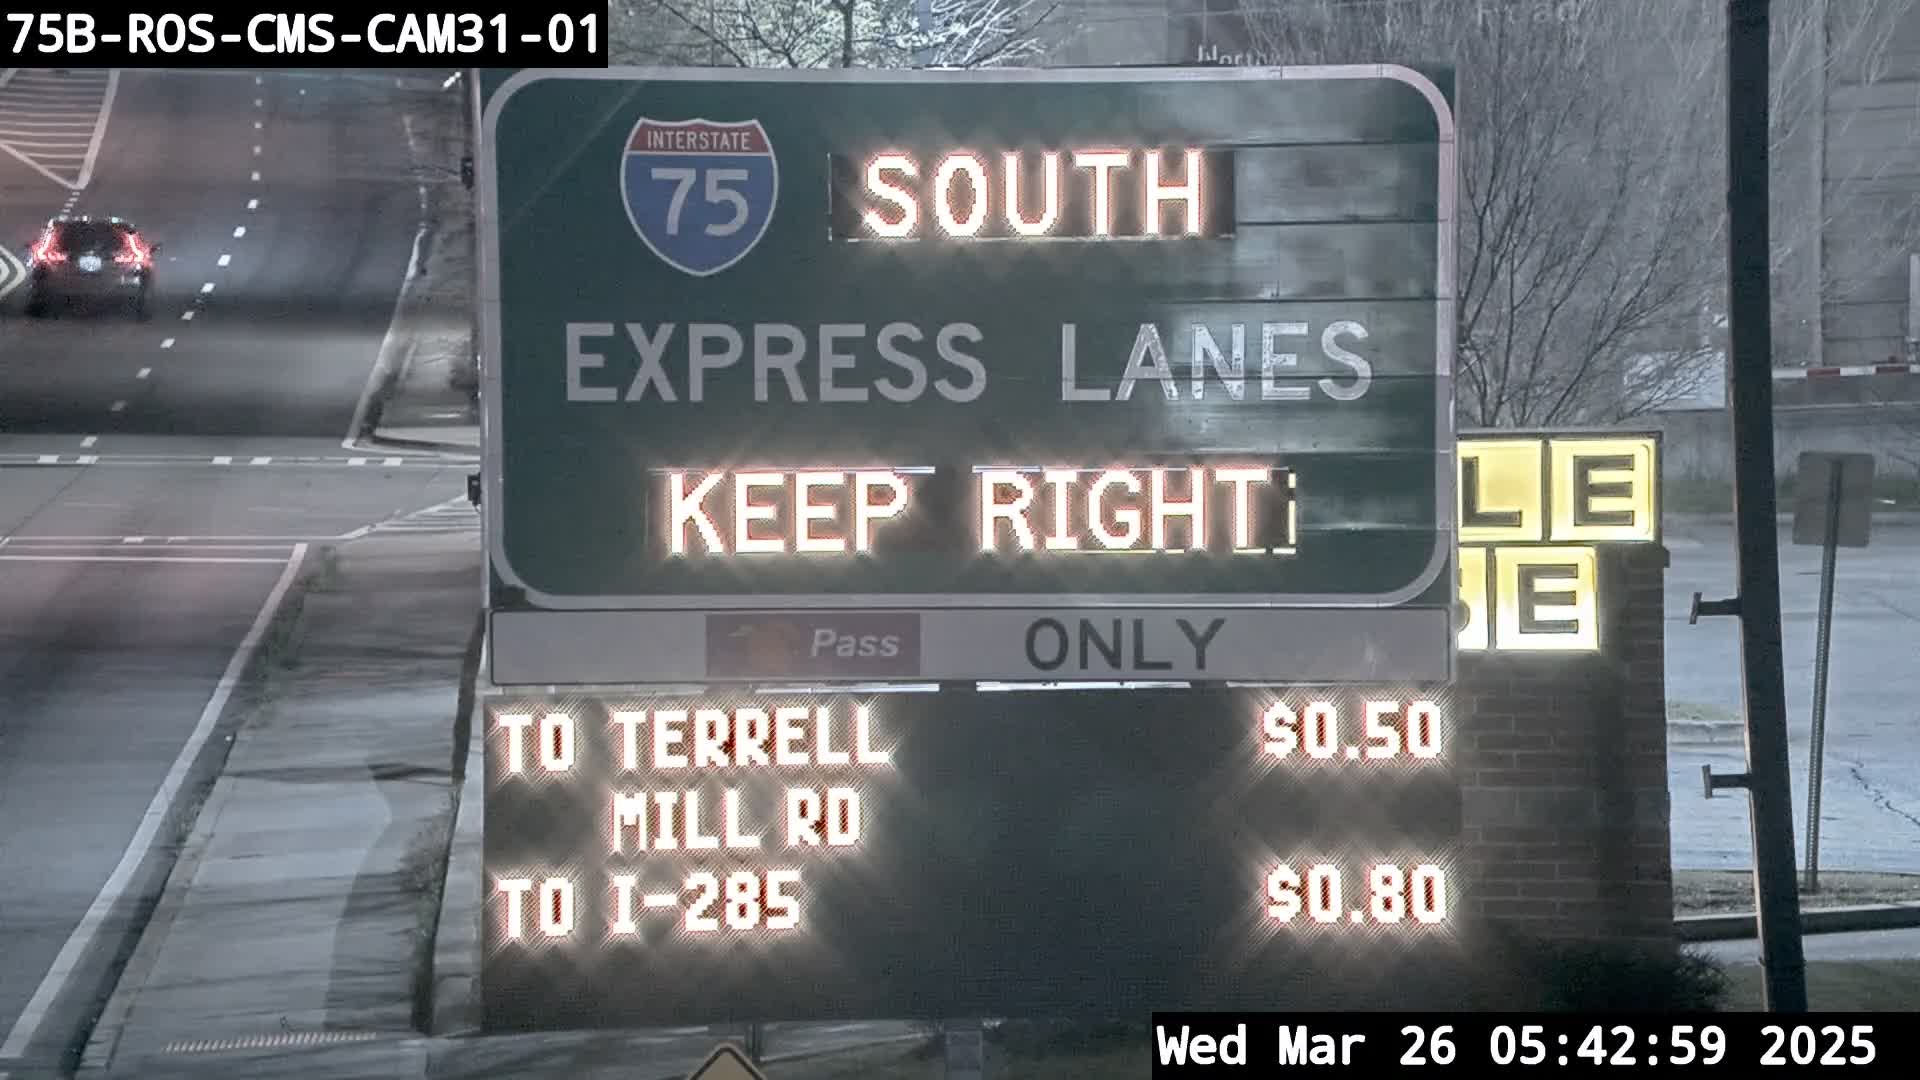 75B-ROS-CMS-CAM31-01
INTERSTATE
75
SOUTH
EXPRESS LANES
KEEP RIGHT
Pass ONLY
TO TERRELL $0.50
MILL RD
TO I-285 $0.80
LE
E
Wed Mar 26 05:42:59 2025